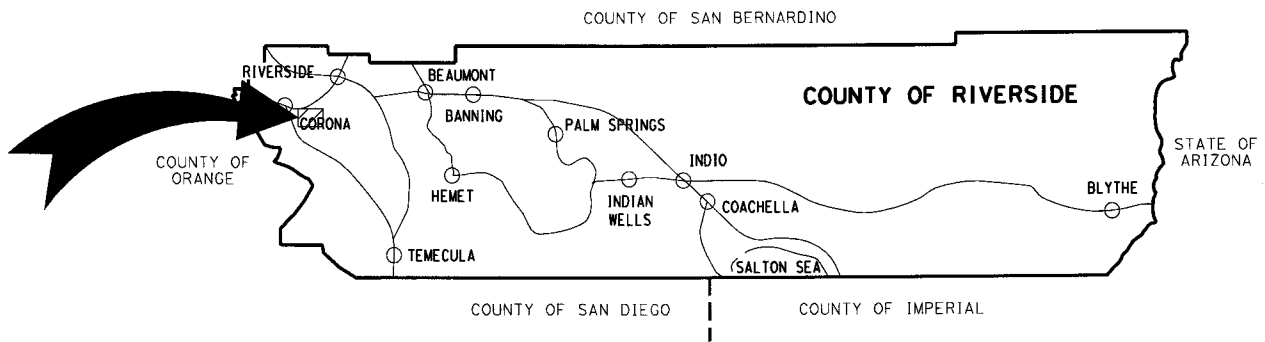 COUNTY OF SAN BERNARDINO
RIVERSIDE
BEAUMONT
COUNTY OF RIVERSIDE
BANNING
CORONA
PALM SPRINGS
COUNTY OF
ORANGE
STATE OF
ARIZONA
INDIO
HEMET
BLYTHE
INDIAN
WELLS
COACHELLA
TEMECULA
SALTON SEA
COUNTY OF SAN DIEGO
COUNTY OF IMPERIAL